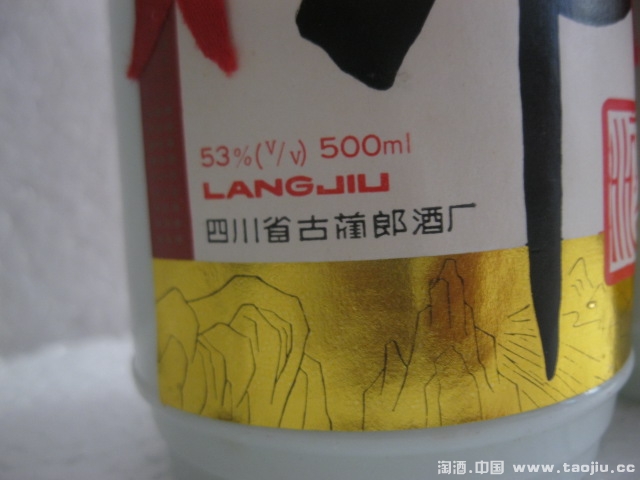 53%(V/V) 500ml
LANGJIU
四川省古蔺郎酒厂
淘酒.中国 www.taojiu.cc